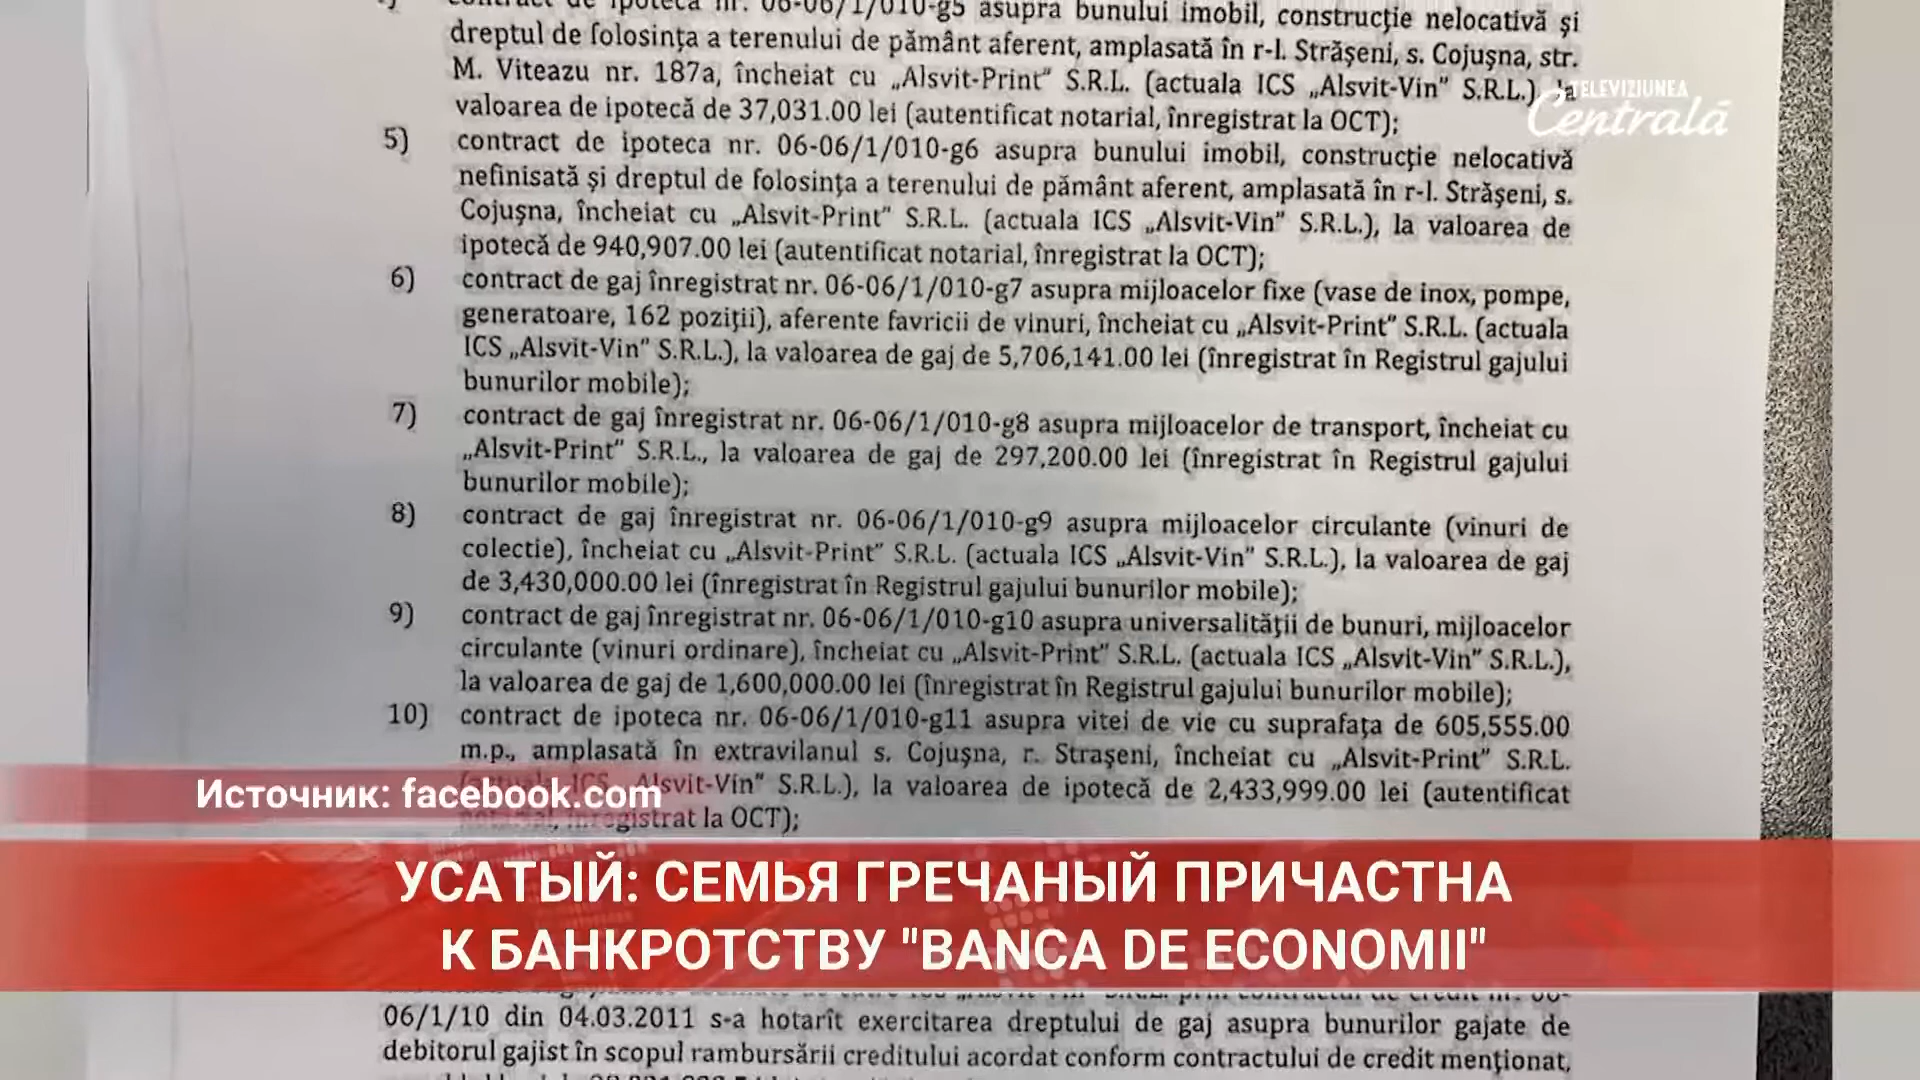 contract de ipoteca nr. 06-06/1/010-g5 asupra bunului imobil, construcţie nelocativă şi
dreptul de folosinţa a terenului de pământ aferent, amplasată în r-l. Străşeni, s. Cojuşna, str.
M. Viteazu nr. 187a, încheiat cu „Alsvit-Print" S.R.L. (actuala ICS „Alsvit-Vin" S.R.L.), la
valoarea de ipotecă de 37,031.00 lei (autentificat notarial, înregistrat la OCT);
TELEVIZIUNEA
Centrală
5) contract de ipoteca nr. 06-06/1/010-g6 asupra bunului imobil, construcţie nelocativă
nefinisată şi dreptul de folosinţa a terenului de pământ aferent, amplasată în r-l. Străşeni, s.
Cojuşna, încheiat cu „Alsvit-Print" S.R.L. (actuala ICS „Alsvit-Vin" S.R.L.), la valoarea de
ipotecă de 940,907.00 lei (autentificat notarial, înregistrat la OCT);
6) contract de gaj înregistrat nr. 06-06/1/010-g7 asupra mijloacelor fixe (vase de inox, pompe,
generatoare, 162 poziţii), aferente favricii de vinuri, încheiat cu „Alsvit-Print" S.R.L. (actuala
ICS „Alsvit-Vin" S.R.L.), la valoarea de gaj de 5,706,141.00 lei (înregistrat în Registrul gajului
bunurilor mobile);
7) contract de gaj înregistrat nr. 06-06/1/010-g8 asupra mijloacelor de transport, încheiat cu
„Alsvit-Print" S.R.L., la valoarea de gaj de 297,200.00 lei (înregistrat în Registrul gajului
bunurilor mobile);
8) contract de gaj înregistrat nr. 06-06/1/010-g9 asupra mijloacelor circulante (vinuri de
colectie), încheiat cu „Alsvit-Print" S.R.L. (actuala ICS „Alsvit-Vin" S.R.L.), la valoarea de gaj
de 3,430,000.00 lei (înregistrat în Registrul gajului bunurilor mobile);
9) contract de gaj înregistrat nr. 06-06/1/010-g10 asupra universalităţii de bunuri, mijloacelor
circulante (vinuri ordinare), încheiat cu „Alsvit-Print" S.R.L. (actuala ICS „Alsvit-Vin" S.R.L.),
la valoarea de gaj de 1,600,000.00 lei (înregistrat în Registrul gajului bunurilor mobile);
10) contract de ipoteca nr. 06-06/1/010-g11 asupra vitei de vie cu suprafaţa de 605,555.00
m.p., amplasată în extravilanul s. Cojuşna, r. Straşeni, încheiat cu „Alsvit-Print" S.R.L.
(actuala ICS „Alsvit-Vin" S.R.L.), la valoarea de ipotecă de 2,433,999.00 lei (autentificat
notarial, înregistrat la OCT);
Источник: facebook.com
УСАТЫЙ: СЕМЬЯ ГРЕЧАНЫЙ ПРИЧАСТНА
К БАНКРОТСТВУ "BANCA DE ECONOMII"
06/1/10 din 04.03.2011 s-a hotarît exercitarea dreptului de gaj asupra bunurilor gajate de
debitorul gajist în scopul rambursării creditului acordat conform contractului de credit menţionat,